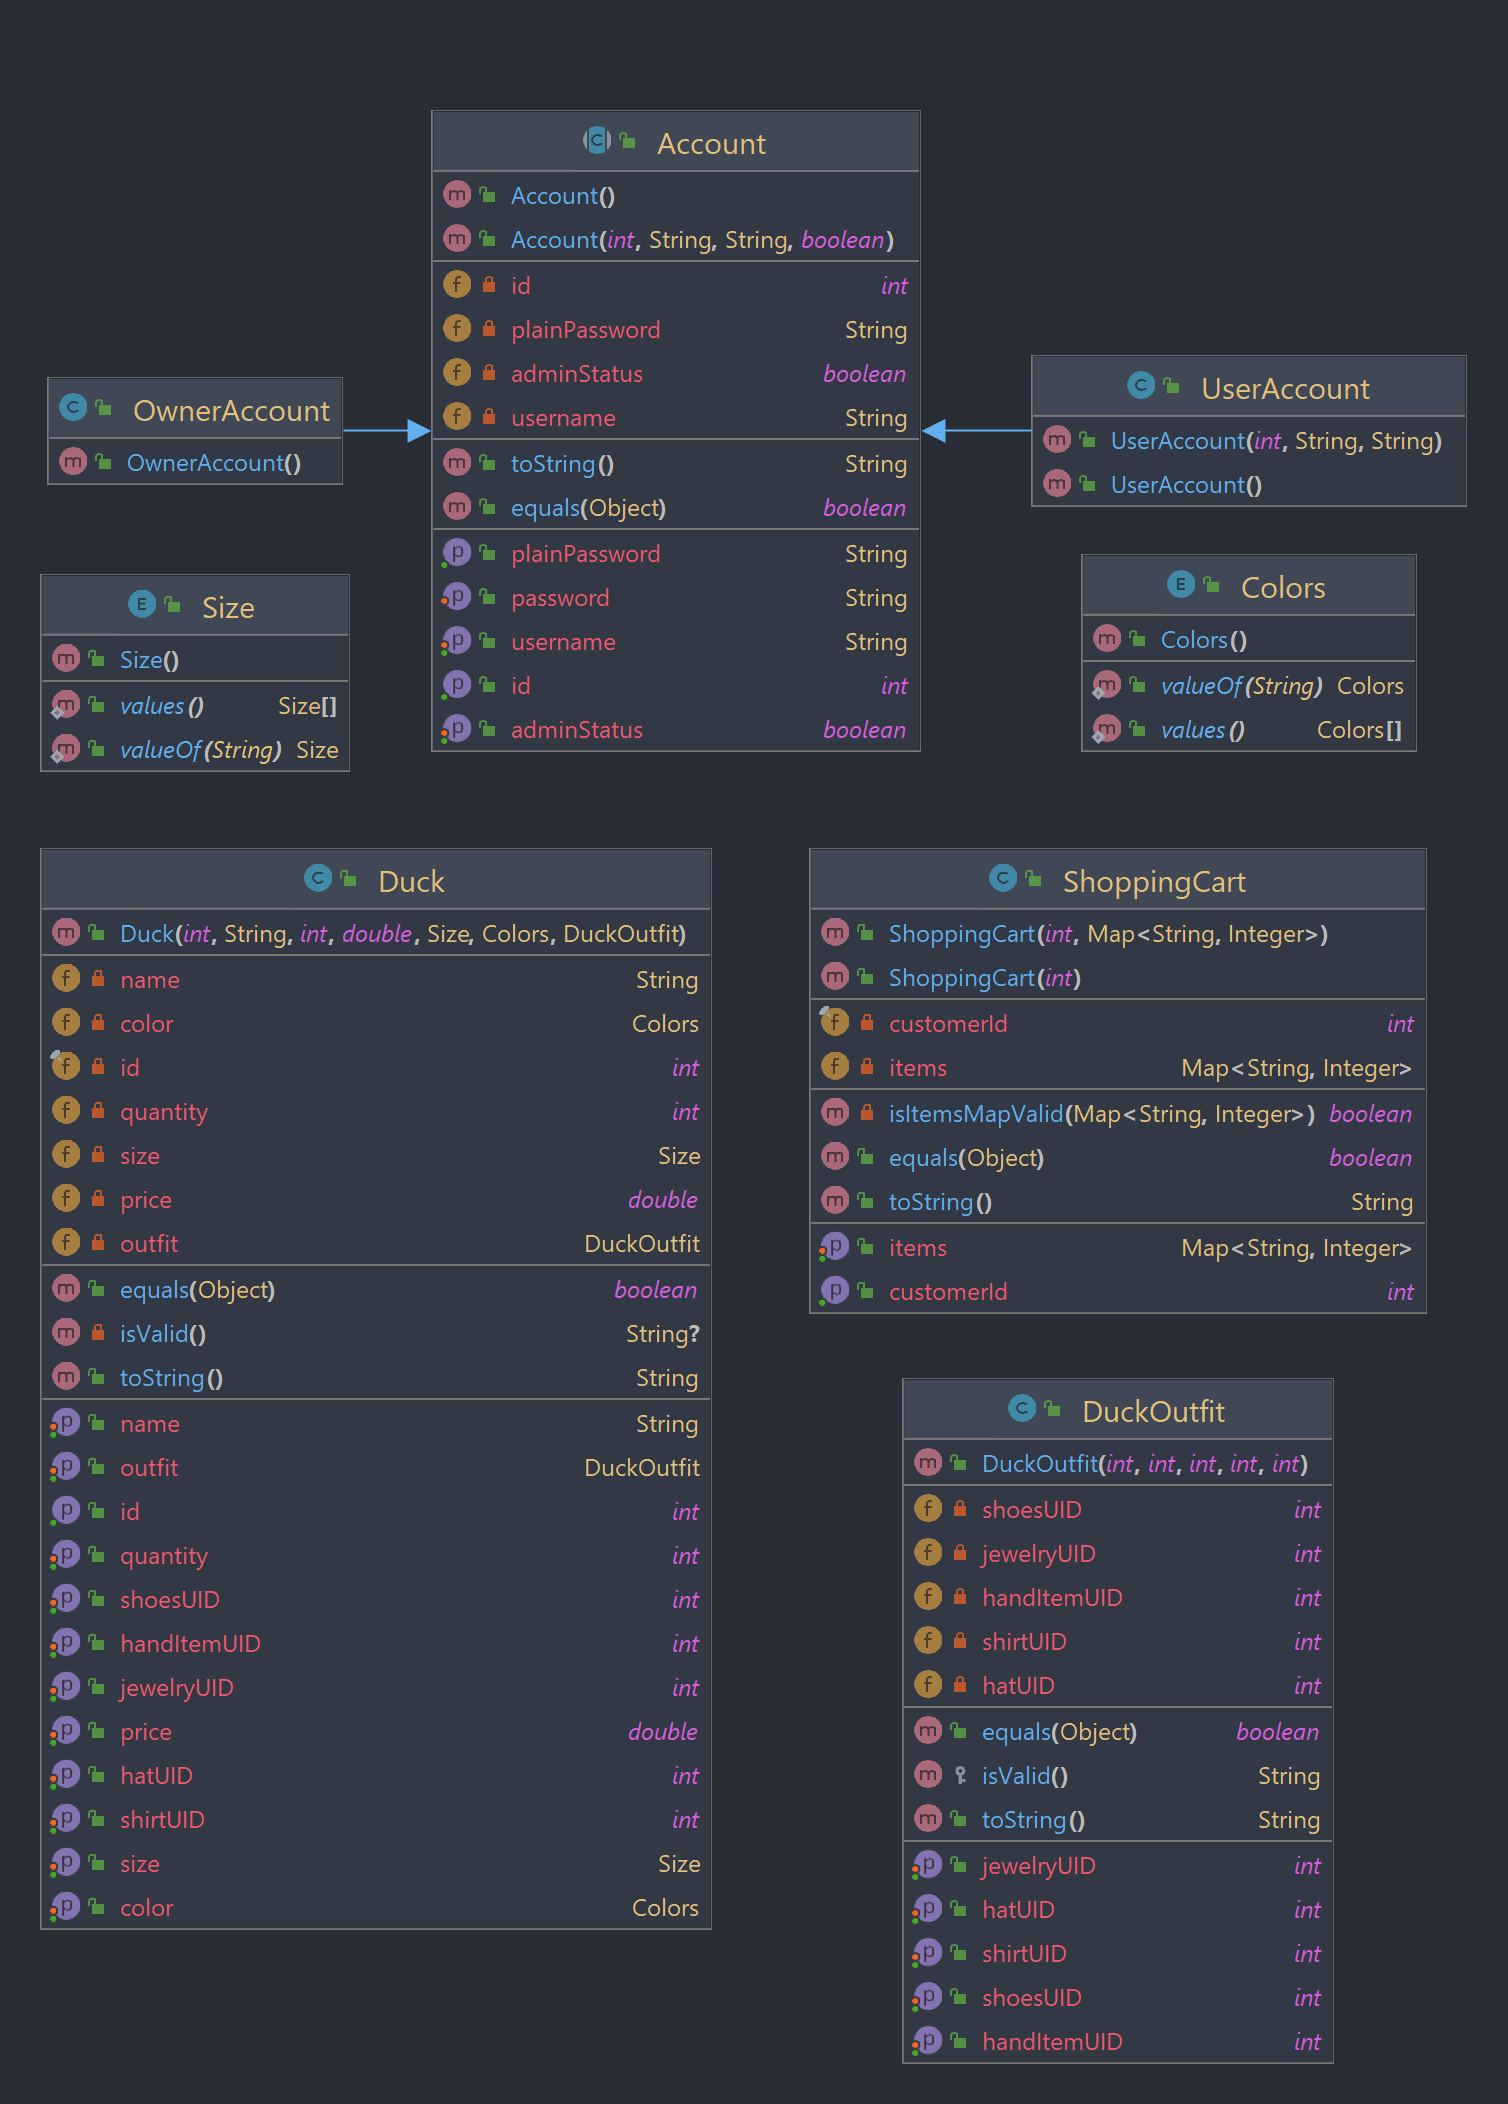 Account
Account()
Account(int, String, String, boolean)
id int
plainPassword String
adminStatus boolean
username String
toString() String
equals(Object) boolean
plainPassword String
password String
username String
id int
adminStatus boolean
OwnerAccount
OwnerAccount()
UserAccount
UserAccount(int, String, String)
UserAccount()
Size
Size()
values() Size[]
valueOf(String) Size
Colors
Colors()
valueOf(String) Colors
values() Colors[]
Duck
Duck(int, String, int, double, Size, Colors, DuckOutfit)
name String
color Colors
id int
quantity int
size Size
price double
outfit DuckOutfit
equals(Object) boolean
isValid() String?
toString() String
name String
outfit DuckOutfit
id int
quantity int
shoesUID int
handItemUID int
jewelryUID int
price double
hatUID int
shirtUID int
size Size
color Colors
ShoppingCart
ShoppingCart(int, Map<String, Integer>)
ShoppingCart(int)
customerId int
items Map<String, Integer>
isItemsMapValid(Map<String, Integer>) boolean
equals(Object) boolean
toString() String
items Map<String, Integer>
customerId int
DuckOutfit
DuckOutfit(int, int, int, int, int)
shoesUID int
jewelryUID int
handItemUID int
shirtUID int
hatUID int
equals(Object) boolean
isValid() String
toString() String
jewelryUID int
hatUID int
shirtUID int
shoesUID int
handItemUID int